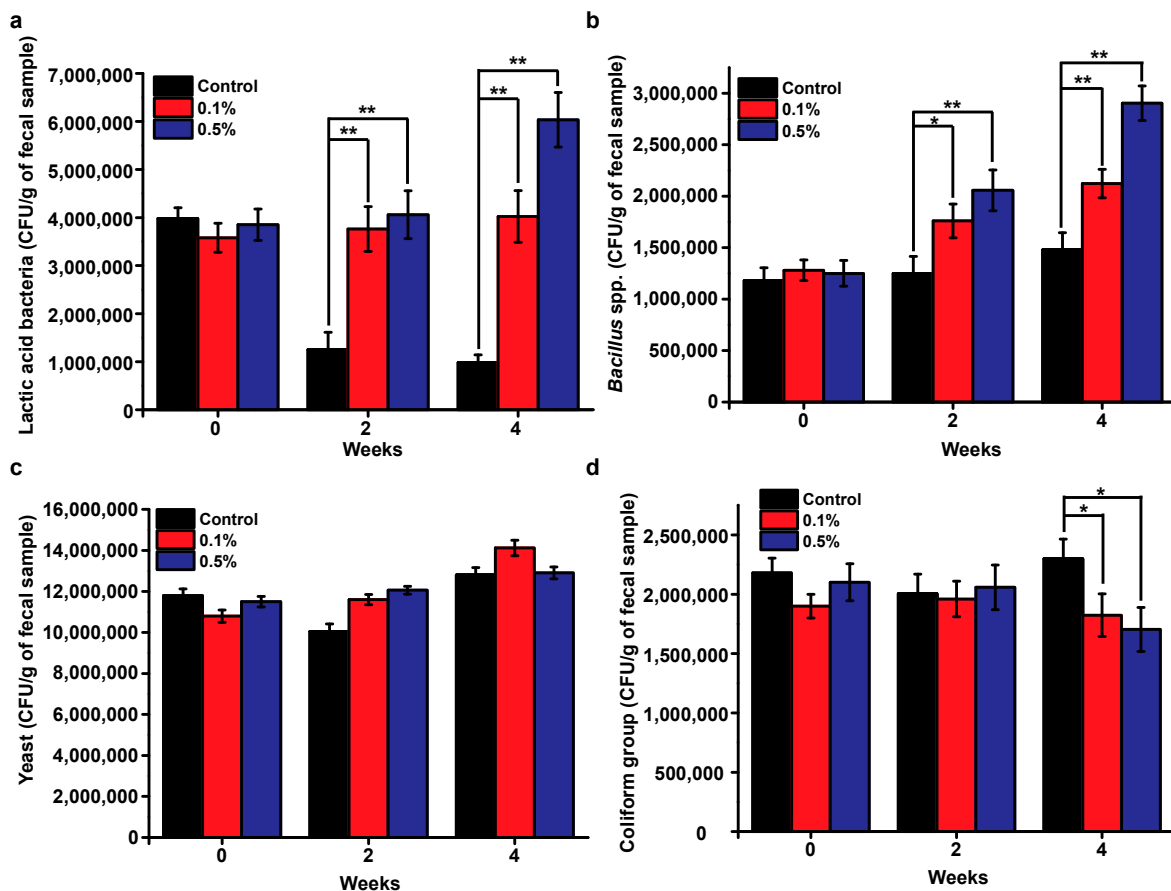 a
Lactic acid bacteria (CFU/g of fecal sample)
7,000,000
6,000,000
5,000,000
4,000,000
3,000,000
2,000,000
1,000,000
0
Control
0.1%
0.5%
**
**
**
**
0 2 4
Weeks
b
Bacillus spp. (CFU/g of fecal sample)
3,000,000
2,500,000
2,000,000
1,500,000
1,000,000
500,000
0
Control
0.1%
0.5%
**
*
**
**
0 2 4
Weeks
c
Yeast (CFU/g of fecal sample)
16,000,000
14,000,000
12,000,000
10,000,000
8,000,000
6,000,000
4,000,000
2,000,000
0
Control
0.1%
0.5%
0 2 4
Weeks
d
Coliform group (CFU/g of fecal sample)
2,500,000
2,000,000
1,500,000
1,000,000
500,000
0
Control
0.1%
0.5%
*
*
0 2 4
Weeks